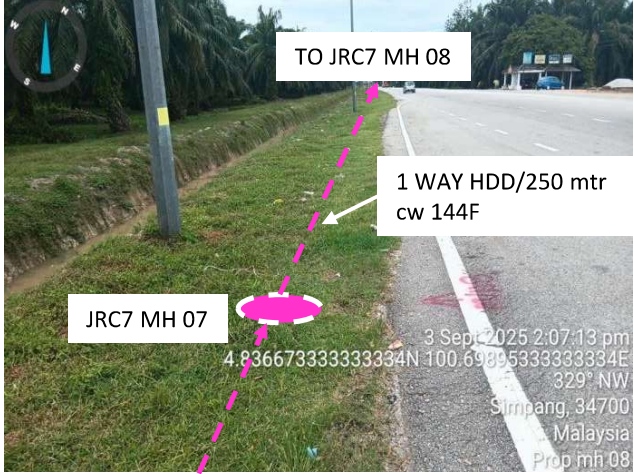 N
N
S
S
TO JRC7 MH 08
1 WAY HDD/250 mtr
cw 144F
JRC7 MH 07
3 Sept 2025 2:07:13 pm
4.836673333333334N 100.69895333333334E
329° NW
Simpang, 34700
Malaysia
Prop mh 08